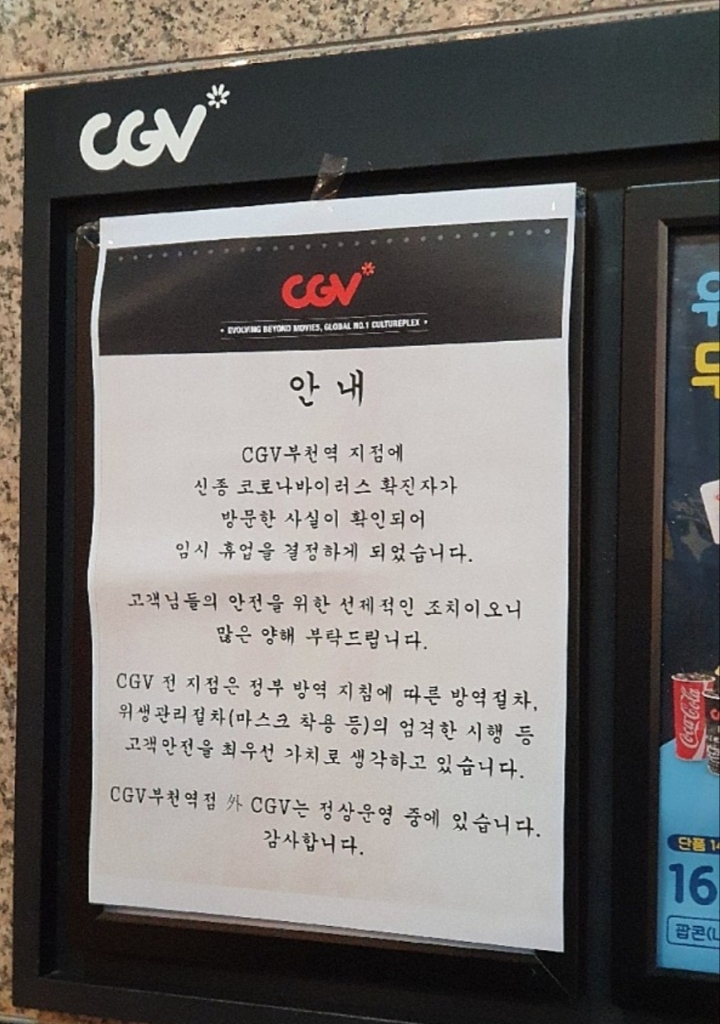 CGV
CGV
• EVOLVING BEYOND MOVIES, GLOBAL NO.1 CULTUREPLEX •
안 내
CGV부천역 지점에
신종 코로나바이러스 확진자가
방문한 사실이 확인되어
임시 휴업을 결정하게 되었습니다.
고객님들의 안전을 위한 선제적인 조치이오니
많은 양해 부탁드립니다.
CGV 전 지점은 정부 방역 지침에 따른 방역절차,
위생관리절차(마스크 착용 등)의 엄격한 시행 등
고객안전을 최우선 가치로 생각하고 있습니다.
CGV부천역점 外 CGV는 정상운영 중에 있습니다.
감사합니다.
Coca-Cola
단품 14
16
팝콘(L